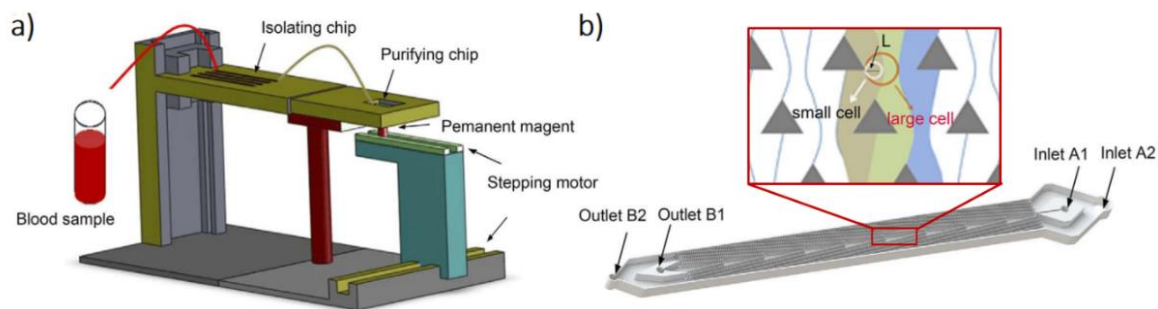 a)
Isolating chip
Purifying chip
Pemanent magent
Stepping motor
Blood sample
b)
L
small cell
large cell
Inlet A1
Inlet A2
Outlet B2
Outlet B1